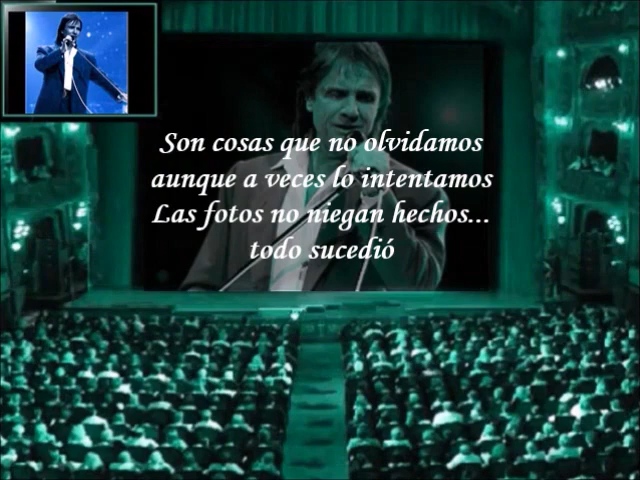 Son cosas que no olvidamos
aunque a veces lo intentamos
Las fotos no niegan hechos...
todo sucedió